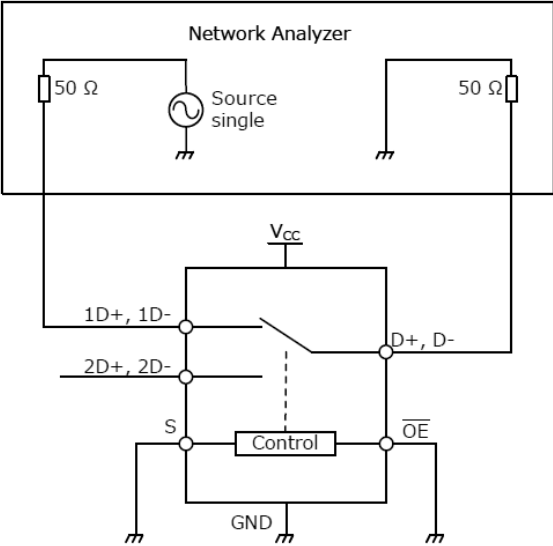 Network Analyzer
50 Ω
Source
single
50 Ω
VCC
1D+, 1D-
D+, D-
2D+, 2D-
S
Control
OE
GND